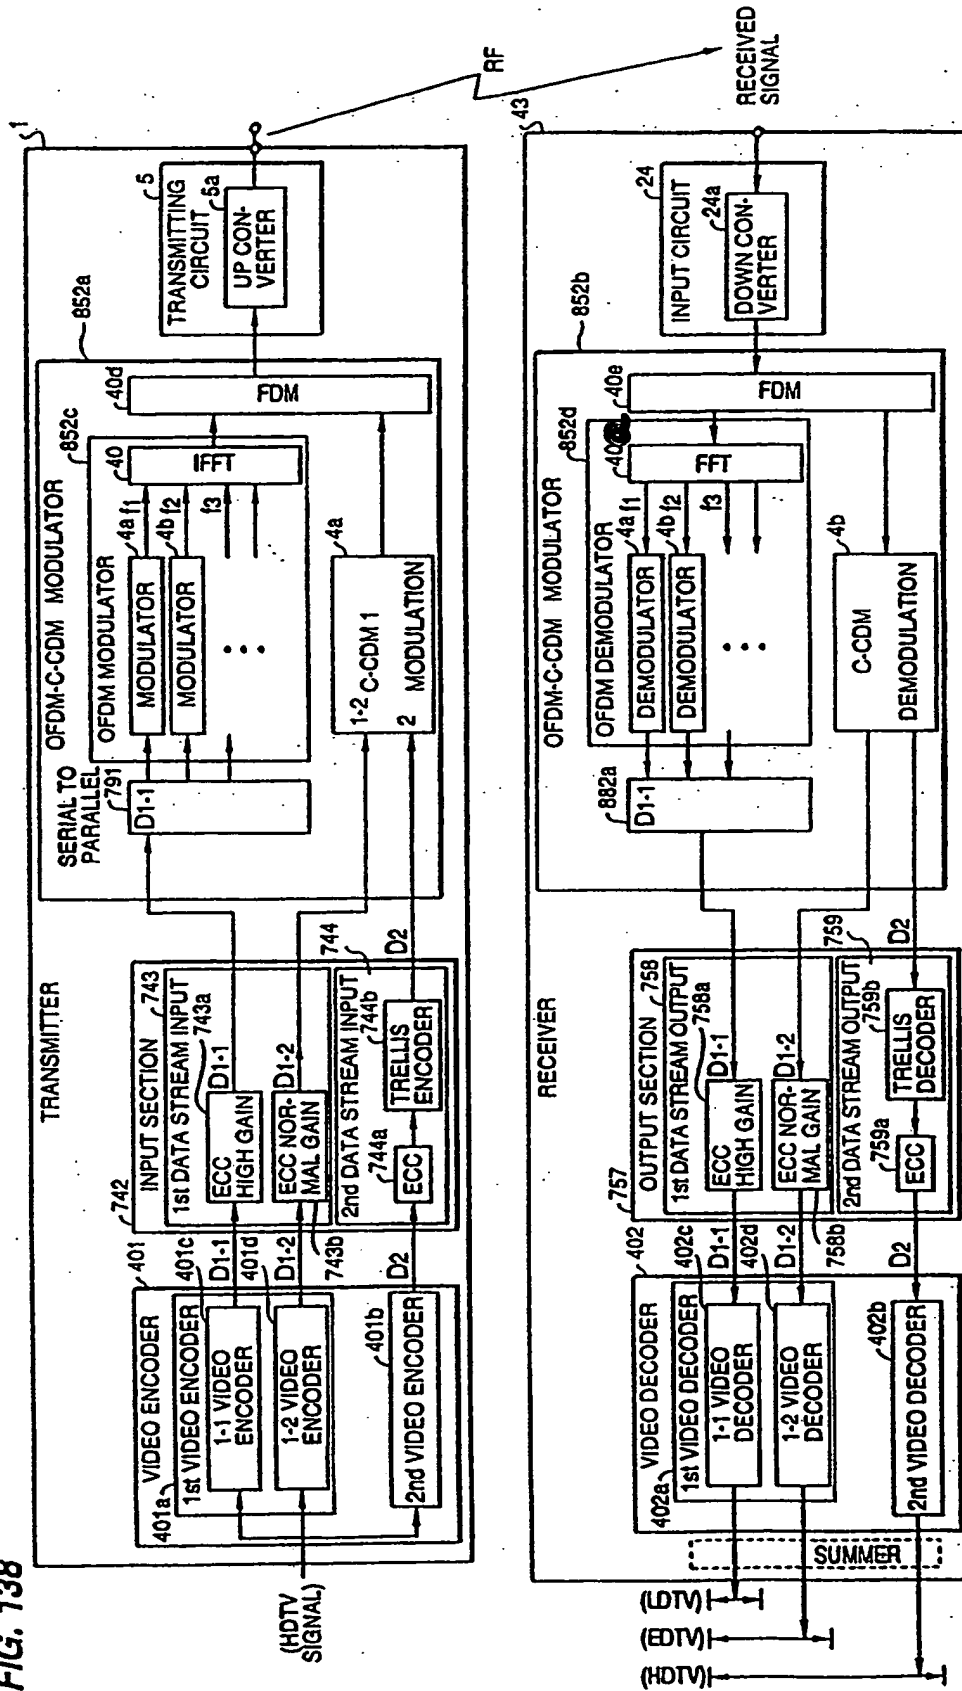 FIG. 138
TRANSMITTER
1
(HDTV
SIGNAL)
VIDEO ENCODER
401
401a
1st VIDEO ENCODER
401c
1-1 VIDEO
ENCODER
D1-1
401d
1-2 VIDEO
ENCODER
D1-2
401b
2nd VIDEO ENCODER
D2
742
INPUT SECTION
743
1st DATA STREAM INPUT
743a
ECC
HIGH GAIN
D1-1
ECC NOR-
MAL GAIN
D1-2
743b
744
2nd DATA STREAM INPUT
744a
ECC
744b
TRELLIS
ENCODER
D2
OFDM-C-CDM MODULATOR
852a
SERIAL TO
PARALLEL
791
D1-1
OFDM MODULATOR
852c
MODULATOR
4a
f1
MODULATOR
4b
f2
f3
40
IFFT
40d
FDM
4a
1-2
C-CDM 1
2
MODULATION
5
TRANSMITTING
CIRCUIT
5a
UP CON-
VERTER
RF
RECEIVED
SIGNAL
RECEIVER
43
INPUT CIRCUIT
24
24a
DOWN CON-
VERTER
OFDM-C-CDM MODULATOR
852b
40e
FDM
OFDM DEMODULATOR
852d
FFT
DEMODULATOR
4a
f1
DEMODULATOR
4b
f2
f3
882a
D1-1
4b
C-CDM
DEMODULATION
757
OUTPUT SECTION
758
1st DATA STREAM OUTPUT
758a
ECC
HIGH GAIN
D1-1
ECC NOR-
MAL GAIN
D1-2
758b
759
2nd DATA STREAM OUTPUT
759a
ECC
759b
TRELLIS
DECODER
D2
VIDEO DECODER
402
402a
1st VIDEO DECODER
402c
1-1 VIDEO
DECODER
D1-1
402d
1-2 VIDEO
DECODER
D1-2
402b
2nd VIDEO DECODER
D2
SUMMER
(LDTV)
(EDTV)
(HDTV)